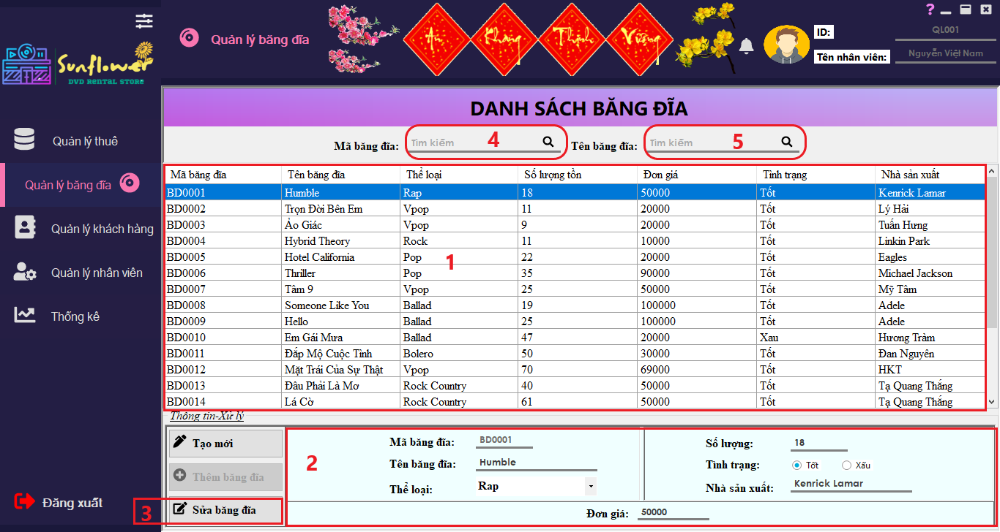 Quản lý băng đĩa
An Khang Thịnh Vượng
?
ID: QL001
Tên nhân viên: Nguyễn Việt Nam
Sunflower
DVD RENTAL STORE
Quản lý thuê
Quản lý băng đĩa
Quản lý khách hàng
Quản lý nhân viên
Thống kê
Đăng xuất
DANH SÁCH BĂNG ĐĨA
Mã băng đĩa: Tìm kiếm 4 Tên băng đĩa: Tìm kiếm 5
Mã băng đĩa Tên băng đĩa Thể loại Số lượng tồn Đơn giá Tình trạng Nhà sản xuất
BD0001 Humble Rap 18 50000 Tốt Kenrick Lamar
BD0002 Trọn Đời Bên Em Vpop 11 20000 Tốt Lý Hải
BD0003 Ảo Giác Vpop 9 20000 Tốt Tuấn Hưng
BD0004 Hybrid Theory Rock 11 10000 Tốt Linkin Park
BD0005 Hotel California Pop 22 20000 Tốt Eagles
1
BD0006 Thriller Pop 35 90000 Tốt Michael Jackson
BD0007 Tâm 9 Vpop 25 50000 Tốt Mỹ Tâm
BD0008 Someone Like You Ballad 19 100000 Tốt Adele
BD0009 Hello Ballad 25 100000 Tốt Adele
BD0010 Em Gái Mưa Ballad 47 20000 Xau Hương Tràm
BD0011 Đắp Mộ Cuộc Tình Bolero 50 30000 Tốt Đan Nguyên
BD0012 Mặt Trái Của Sự Thật Vpop 70 69000 Tốt HKT
BD0013 Đâu Phải Là Mơ Rock Country 40 50000 Tốt Tạ Quang Thắng
BD0014 Lá Cờ Rock Country 61 50000 Tốt Tạ Quang Thắng
Thông tin-Xử lý
Tạo mới
Thêm băng đĩa
3 Sửa băng đĩa
2
Mã băng đĩa: BD0001
Tên băng đĩa: Humble
Thể loại: Rap
Số lượng: 18
Tình trạng: Tốt Xấu
Nhà sản xuất: Kenrick Lamar
Đơn giá: 50000